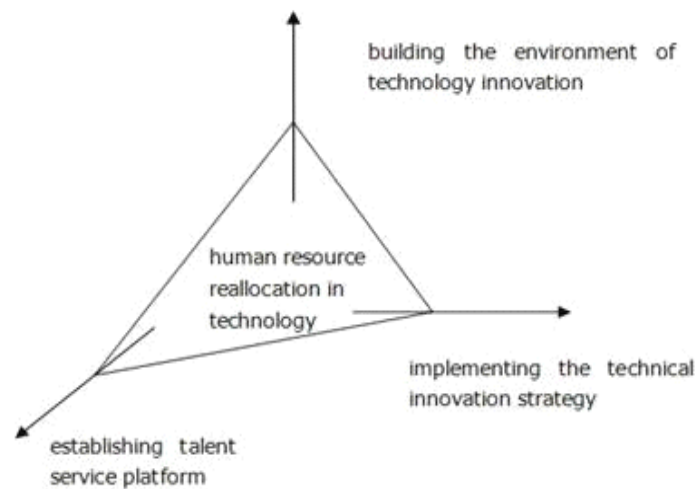 building the environment of
technology innovation
human resource
reallocation in
technology
implementing the technical
innovation strategy
establishing talent
service platform